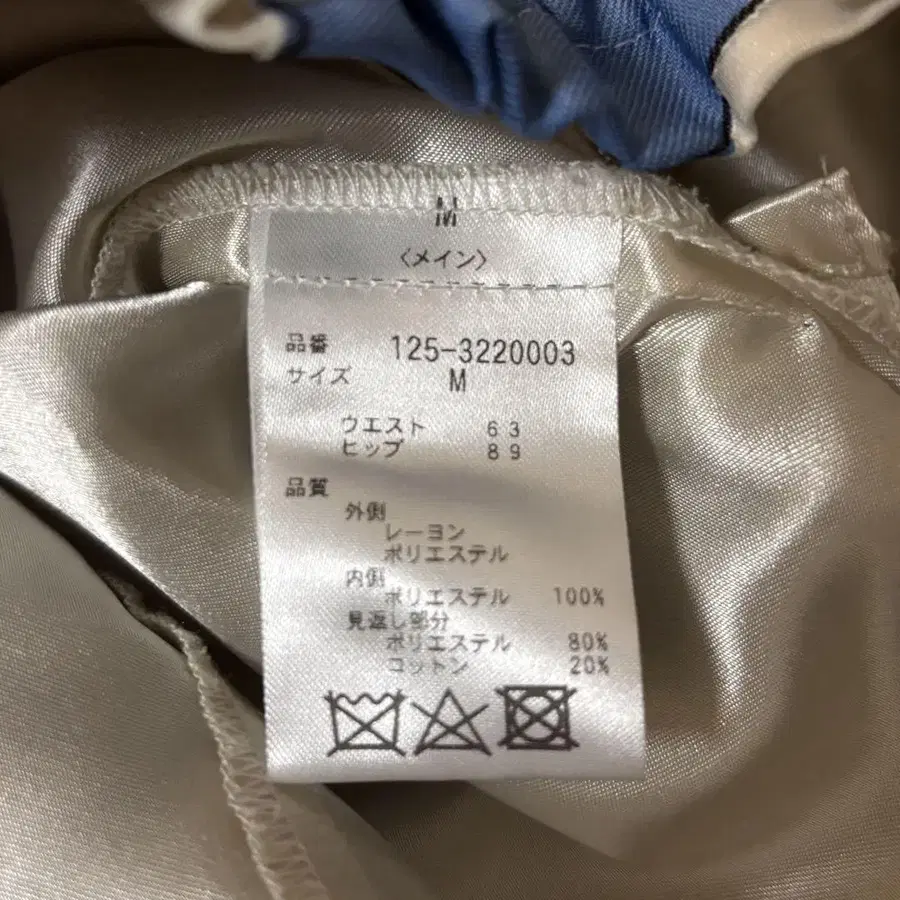 M
〈メイン〉
品番 125-3220003
サイズ M
ウエスト 63
ヒップ 89
品質
外側
レーヨン
ポリエステル
内側
ポリエステル 100%
見返し部分
ポリエステル 80%
コットン 20%